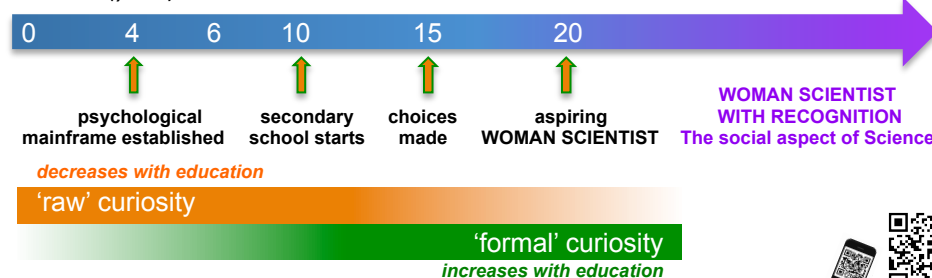 0 4 6 10 15 20
psychological
mainframe established
secondary
school starts
choices
made
aspiring
WOMAN SCIENTIST
WOMAN SCIENTIST
WITH RECOGNITION
The social aspect of Science
decreases with education
'raw' curiosity
'formal' curiosity
increases with education